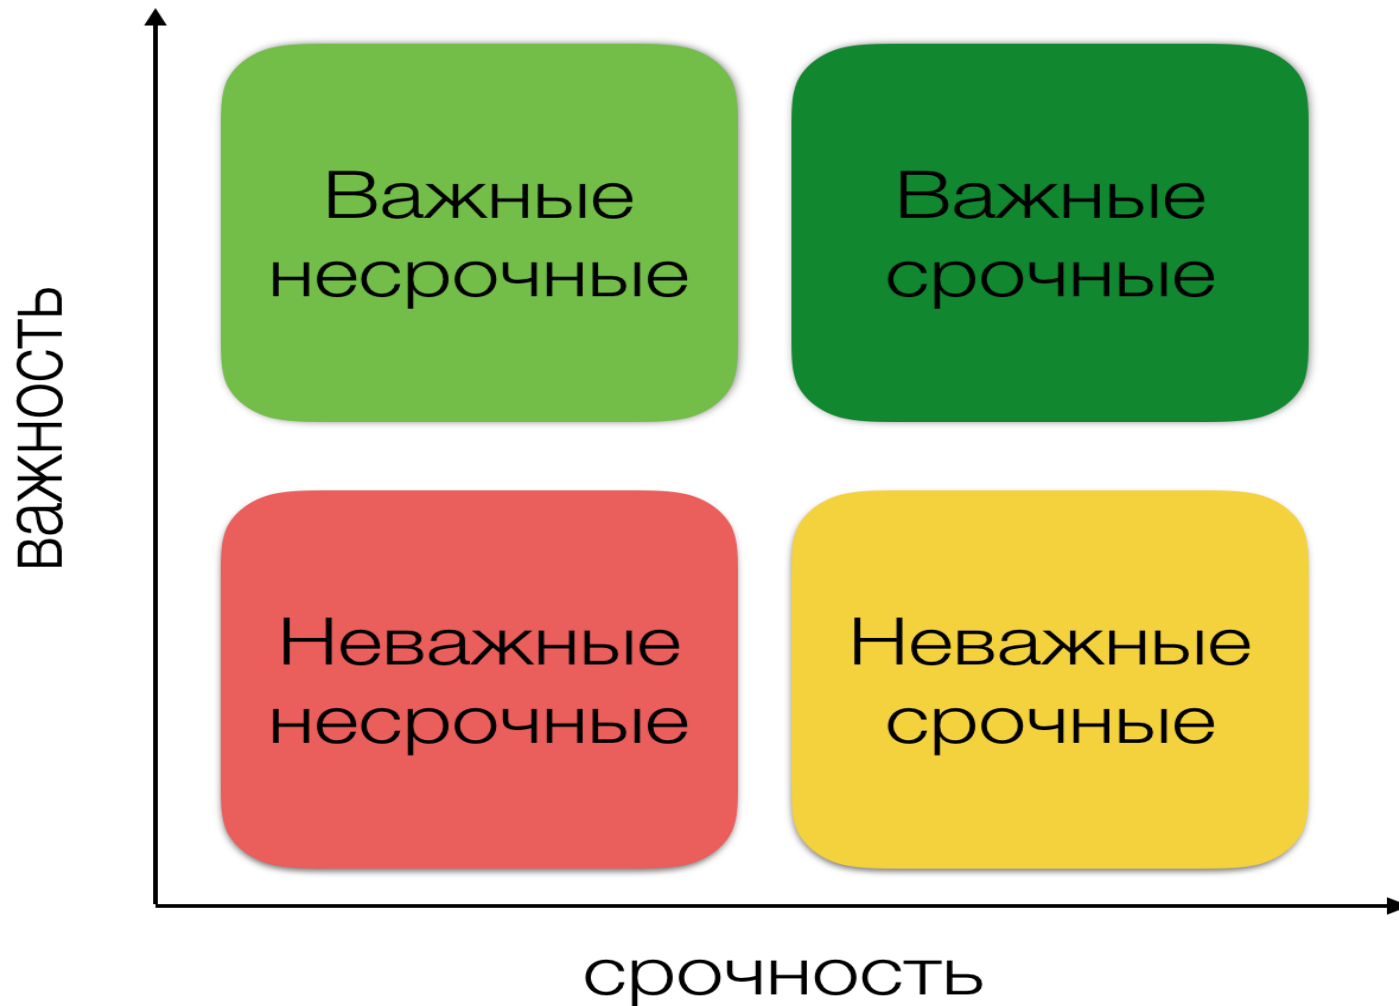 важность
Важные
несрочные
Важные
срочные
Неважные
несрочные
Неважные
срочные
срочность